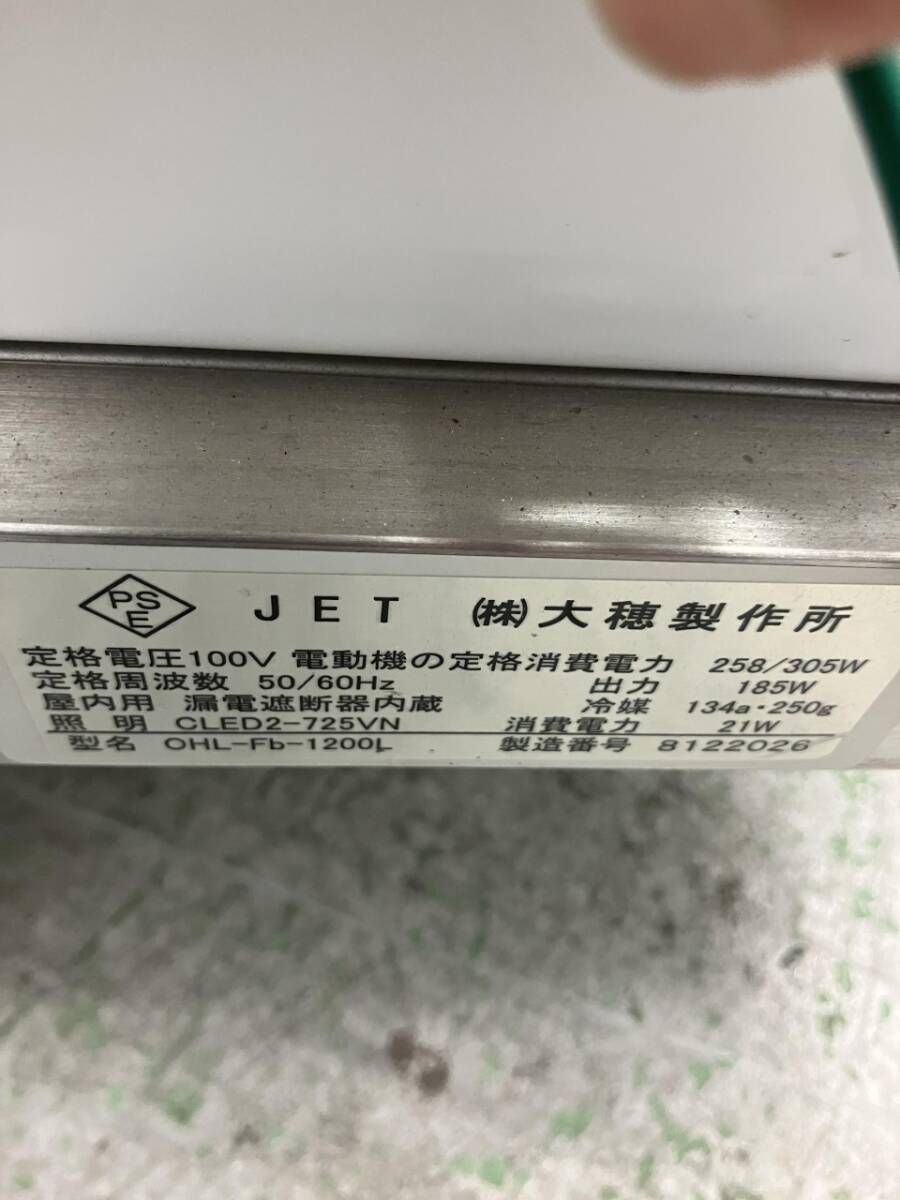 PSE JET ㈱大穂製作所
定格電圧100V 電動機の定格消費電力 258/305W
定格周波数 50/60Hz 出力 185W
屋内用 漏電遮断器内蔵 冷媒 134a・250g
照明 CLED2-725VN 消費電力 21W
型名 OHL-Fb-1200L 製造番号 8122026